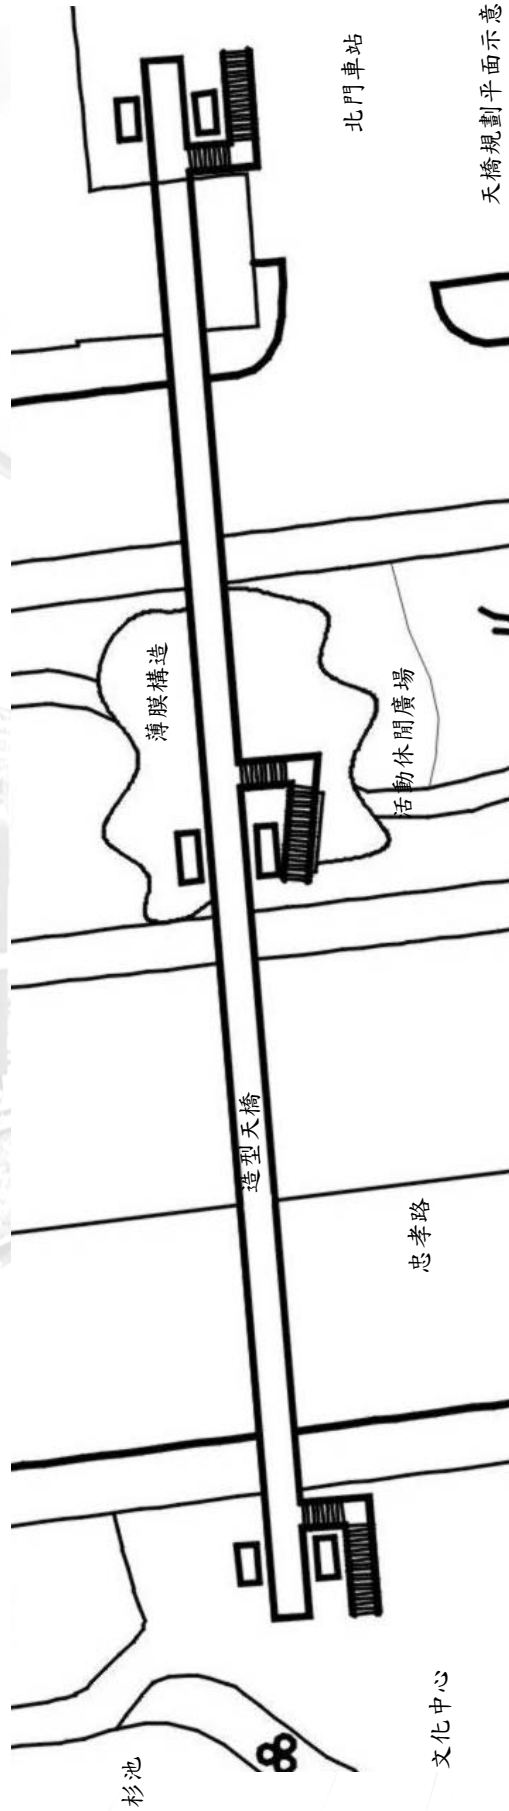 天橋規劃平面示意
北門車站
薄膜構造
活動休閒廣場
造型天橋
忠孝路
文化中心
杉池